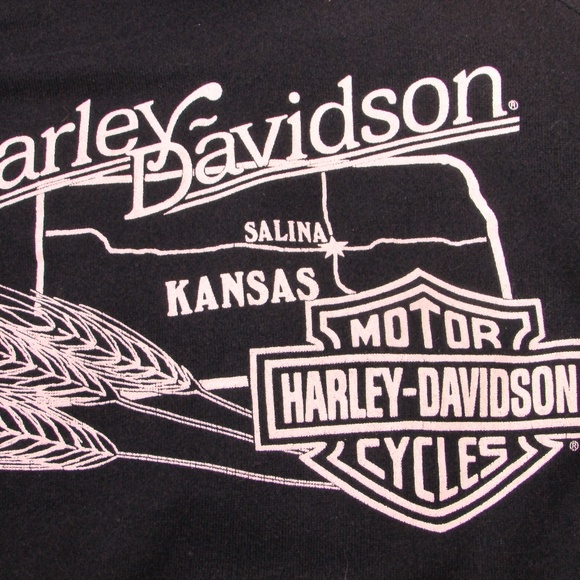 arley-Davidson®
SALINA
KANSAS
MOTOR
HARLEY-DAVIDSON
CYCLES
®